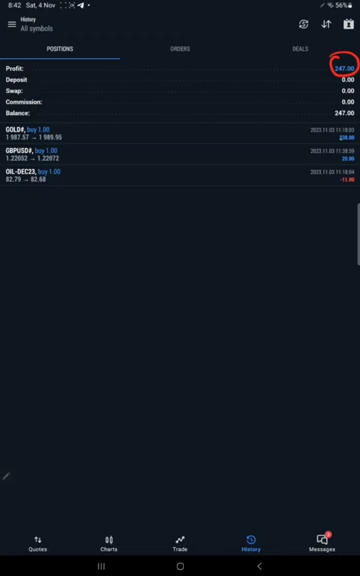 8:42 Sat, 4 Nov
56%
History
All symbols
POSITIONS ORDERS DEALS
Profit: 247.00
Deposit 0.00
Swap: 0.00
Commission: 0.00
Balance: 247.00
GOLD#, buy 1.00 2023.11.03 11:18:03
1 987.57 → 1 989.95 238.00
GBPUSD#, buy 1.00 2023.11.03 11:38:59
1.22052 → 1.22072 20.00
OIL-DEC23, buy 1.00 2023.11.03 11:18:04
82.79 → 82.68 -11.00
Quotes Charts Trade History Messages